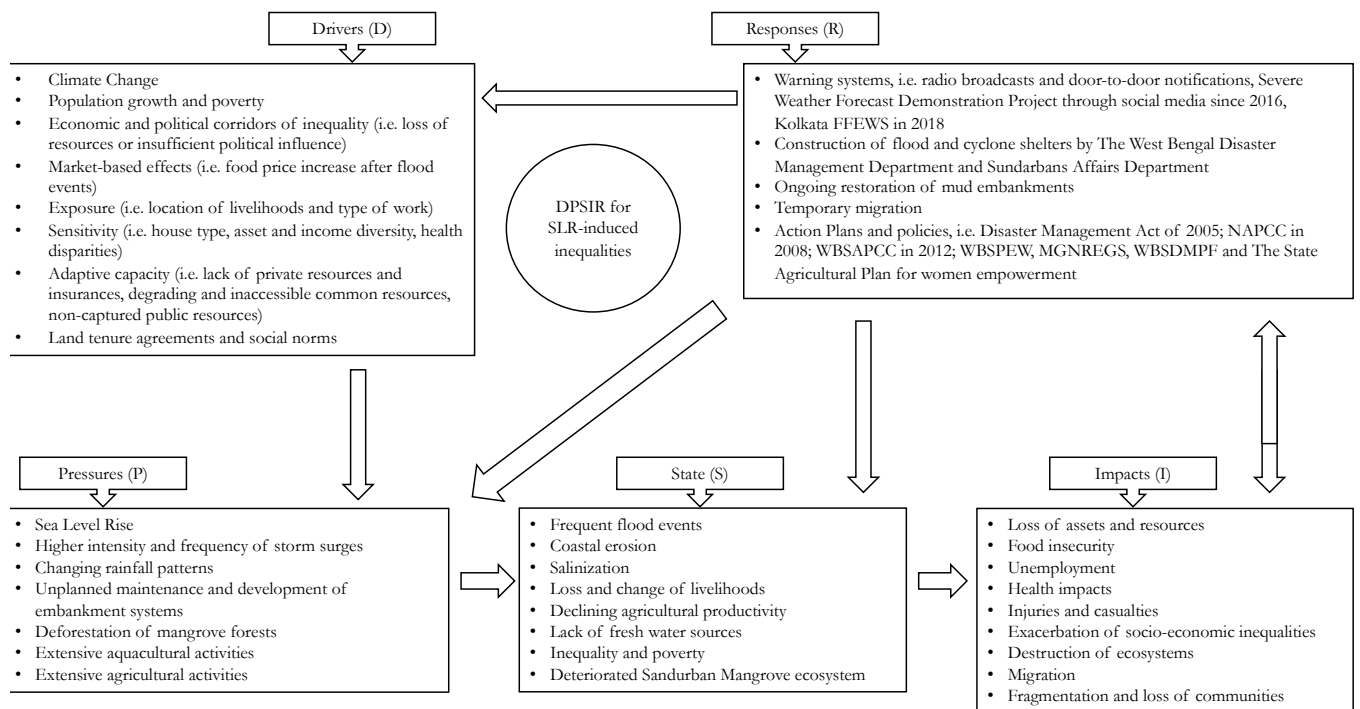 Drivers (D)
• Climate Change
• Population growth and poverty
• Economic and political corridors of inequality (i.e. loss of
resources or insufficient political influence)
• Market-based effects (i.e. food price increase after flood
events)
• Exposure (i.e. location of livelihoods and type of work)
• Sensitivity (i.e. house type, asset and income diversity, health
disparities)
• Adaptive capacity (i.e. lack of private resources and
insurances, degrading and inaccessible common resources,
non-captured public resources)
• Land tenure agreements and social norms
Responses (R)
• Warning systems, i.e. radio broadcasts and door-to-door notifications, Severe
Weather Forecast Demonstration Project through social media since 2016,
Kolkata FFEWS in 2018
• Construction of flood and cyclone shelters by The West Bengal Disaster
Management Department and Sundarbans Affairs Department
• Ongoing restoration of mud embankments
• Temporary migration
• Action Plans and policies, i.e. Disaster Management Act of 2005; NAPCC in
2008; WBSAPCC in 2012; WBSPEW, MGNREGS, WBSDMPF and The State
Agricultural Plan for women empowerment
DPSIR for
SLR-induced
inequalities
Pressures (P)
• Sea Level Rise
• Higher intensity and frequency of storm surges
• Changing rainfall patterns
• Unplanned maintenance and development of
embankment systems
• Deforestation of mangrove forests
• Extensive aquacultural activities
• Extensive agricultural activities
State (S)
• Frequent flood events
• Coastal erosion
• Salinization
• Loss and change of livelihoods
• Declining agricultural productivity
• Lack of fresh water sources
• Inequality and poverty
• Deteriorated Sandurban Mangrove ecosystem
Impacts (I)
• Loss of assets and resources
• Food insecurity
• Unemployment
• Health impacts
• Injuries and casualties
• Exacerbation of socio-economic inequalities
• Destruction of ecosystems
• Migration
• Fragmentation and loss of communities